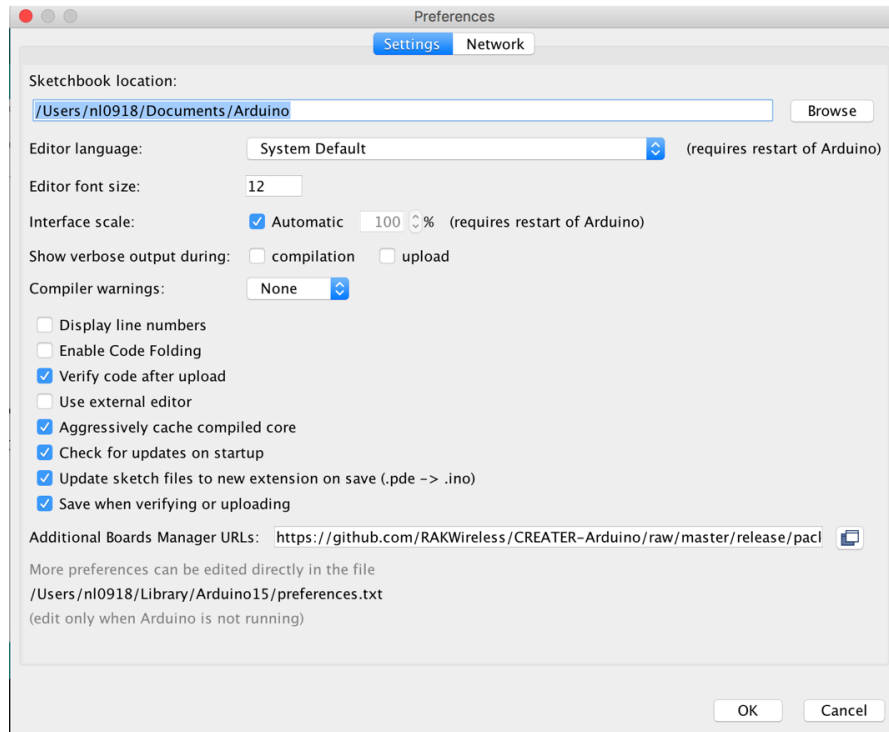 Preferences
Settings Network
Sketchbook location:
/Users/nl0918/Documents/Arduino Browse
Editor language: System Default (requires restart of Arduino)
Editor font size: 12
Interface scale: Automatic 100 % (requires restart of Arduino)
Show verbose output during: compilation upload
Compiler warnings: None
Display line numbers
Enable Code Folding
Verify code after upload
Use external editor
Aggressively cache compiled core
Check for updates on startup
Update sketch files to new extension on save (.pde -> .ino)
Save when verifying or uploading
Additional Boards Manager URLs: https://github.com/RAKWireless/CREATER-Arduino/raw/master/release/pack
More preferences can be edited directly in the file
/Users/nl0918/Library/Arduino15/preferences.txt
(edit only when Arduino is not running)
OK Cancel